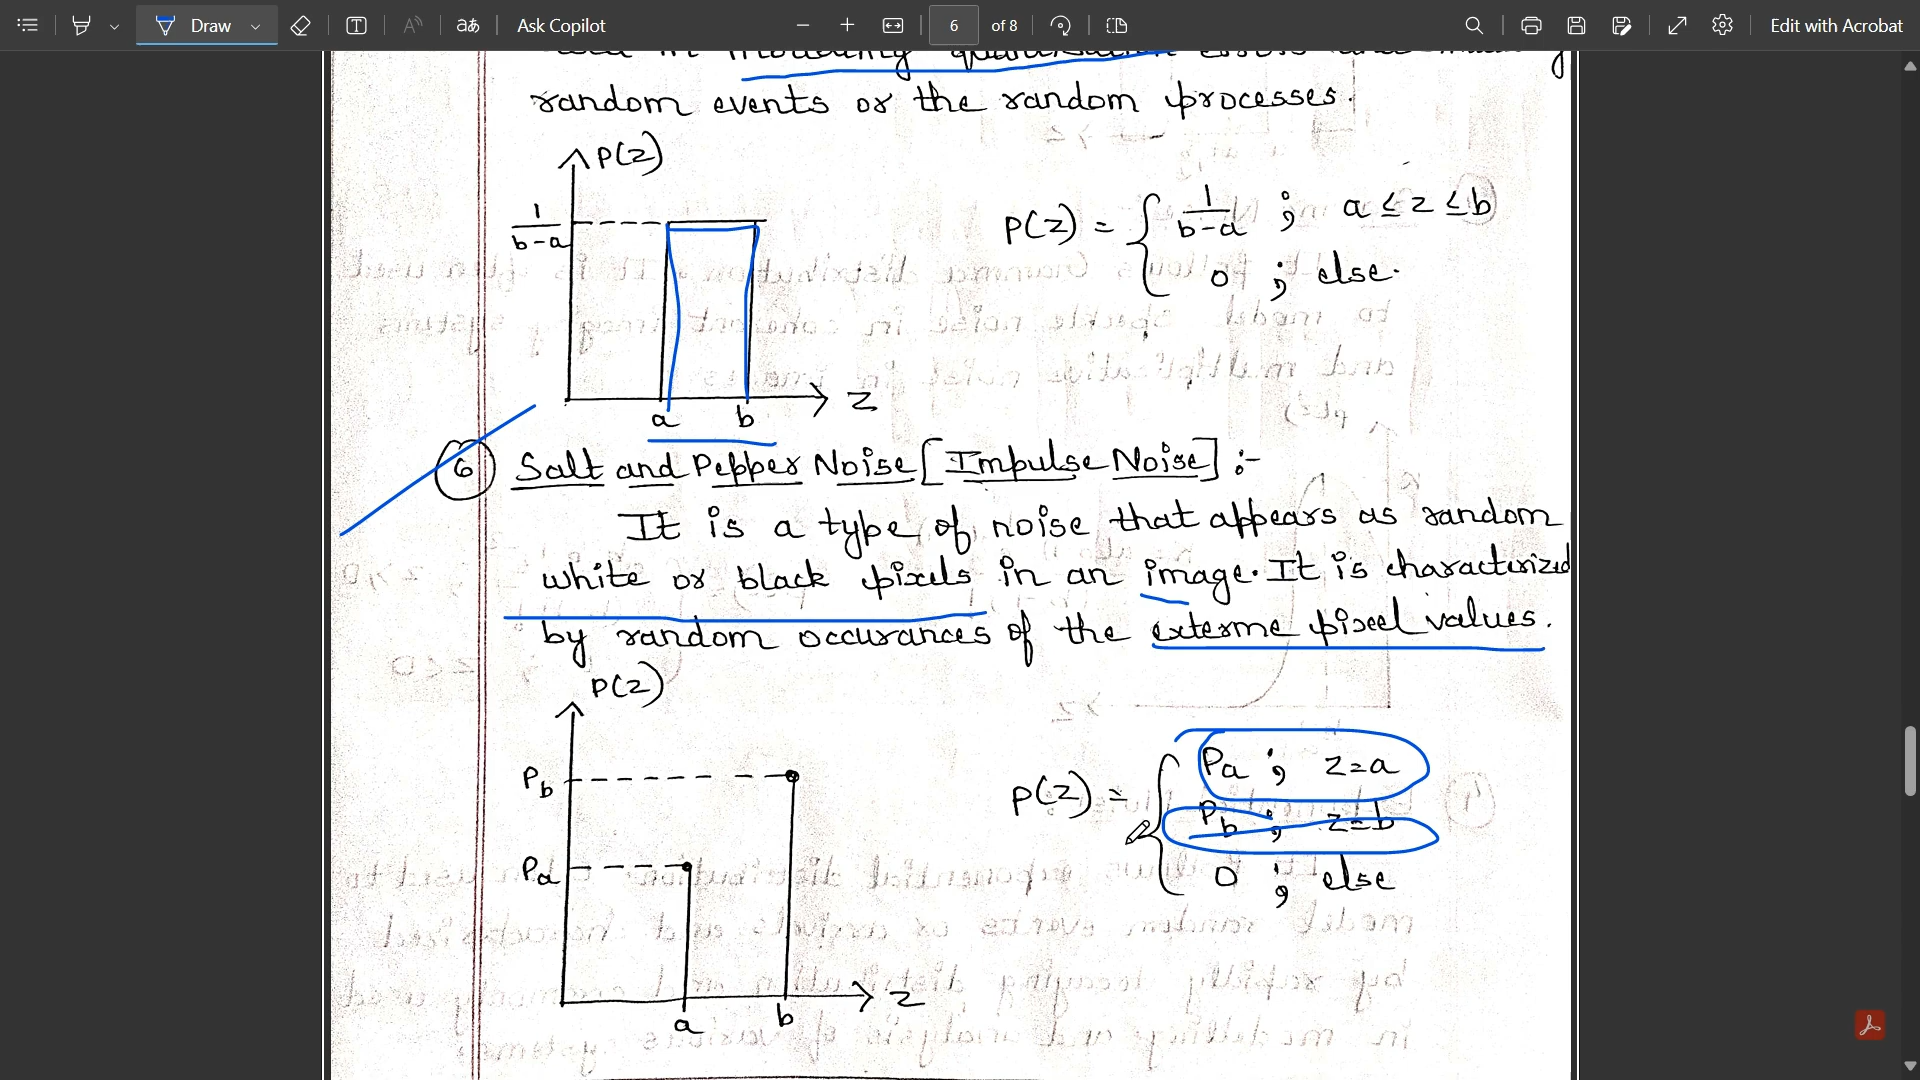 Draw
aあ
Ask Copilot
6 of 8
Edit with Acrobat
random events or the random processes.
P(z)
1
b-a
a b z
P(z) = { 1/b-a ; a ≤ z ≤ b
0 ; else.
6 Salt and Pepper Noise [Impulse Noise] :-
It is a type of noise that appears as random
white or black pixels in an image. It is characterized
by random occurances of the exterme pixel values.
P(z)
Pb
Pa
a b z
P(z) = { Pa ; z=a
Pb ; z=b
0 ; else